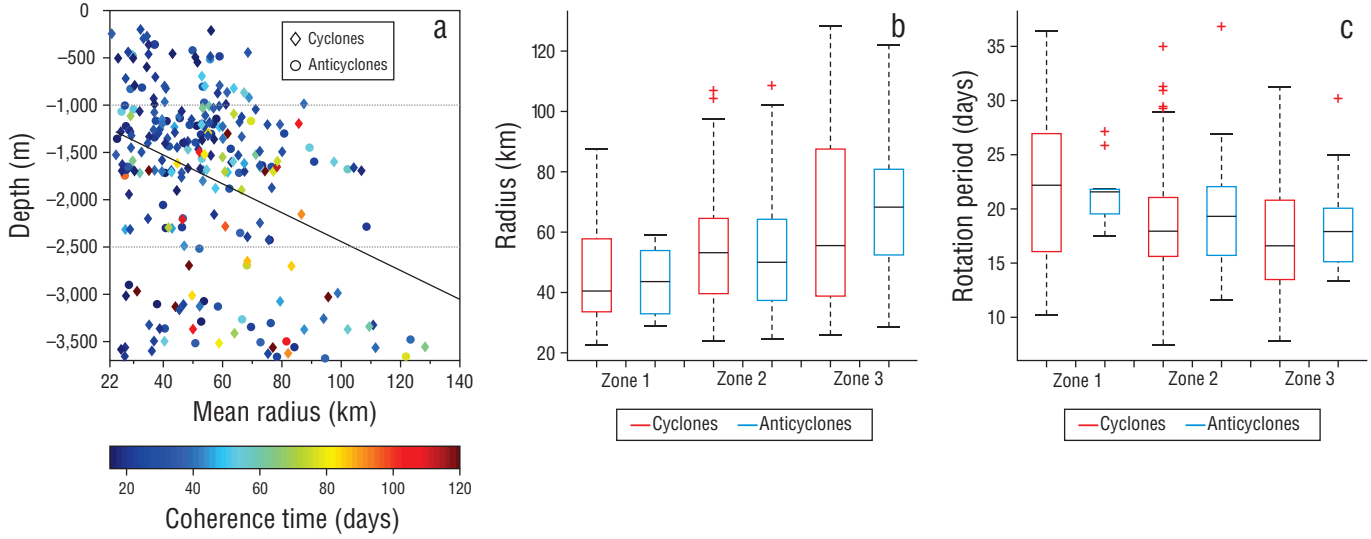 a
0
−500
−1,000
−1,500
−2,000
−2,500
−3,000
−3,500
Depth (m)
Cyclones
Anticyclones
22 40 60 80 100 120 140
Mean radius (km)
20 40 60 80 100 120
Coherence time (days)
b
120
100
80
60
40
20
Radius (km)
Zone 1 Zone 2 Zone 3
Cyclones Anticyclones
c
35
30
25
20
15
10
Rotation period (days)
Zone 1 Zone 2 Zone 3
Cyclones Anticyclones